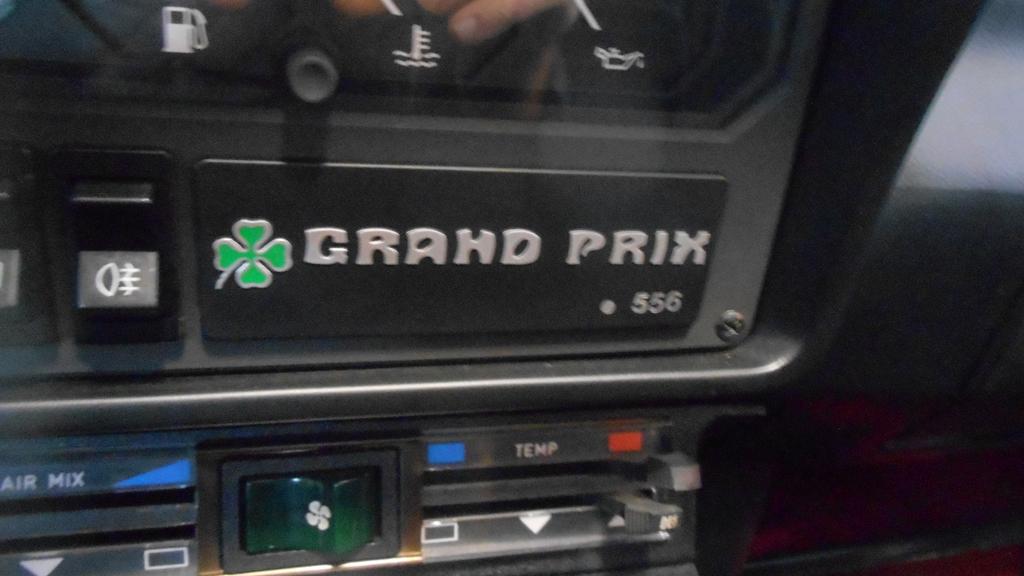 GRAND PRIX
556
AIR MIX
TEMP